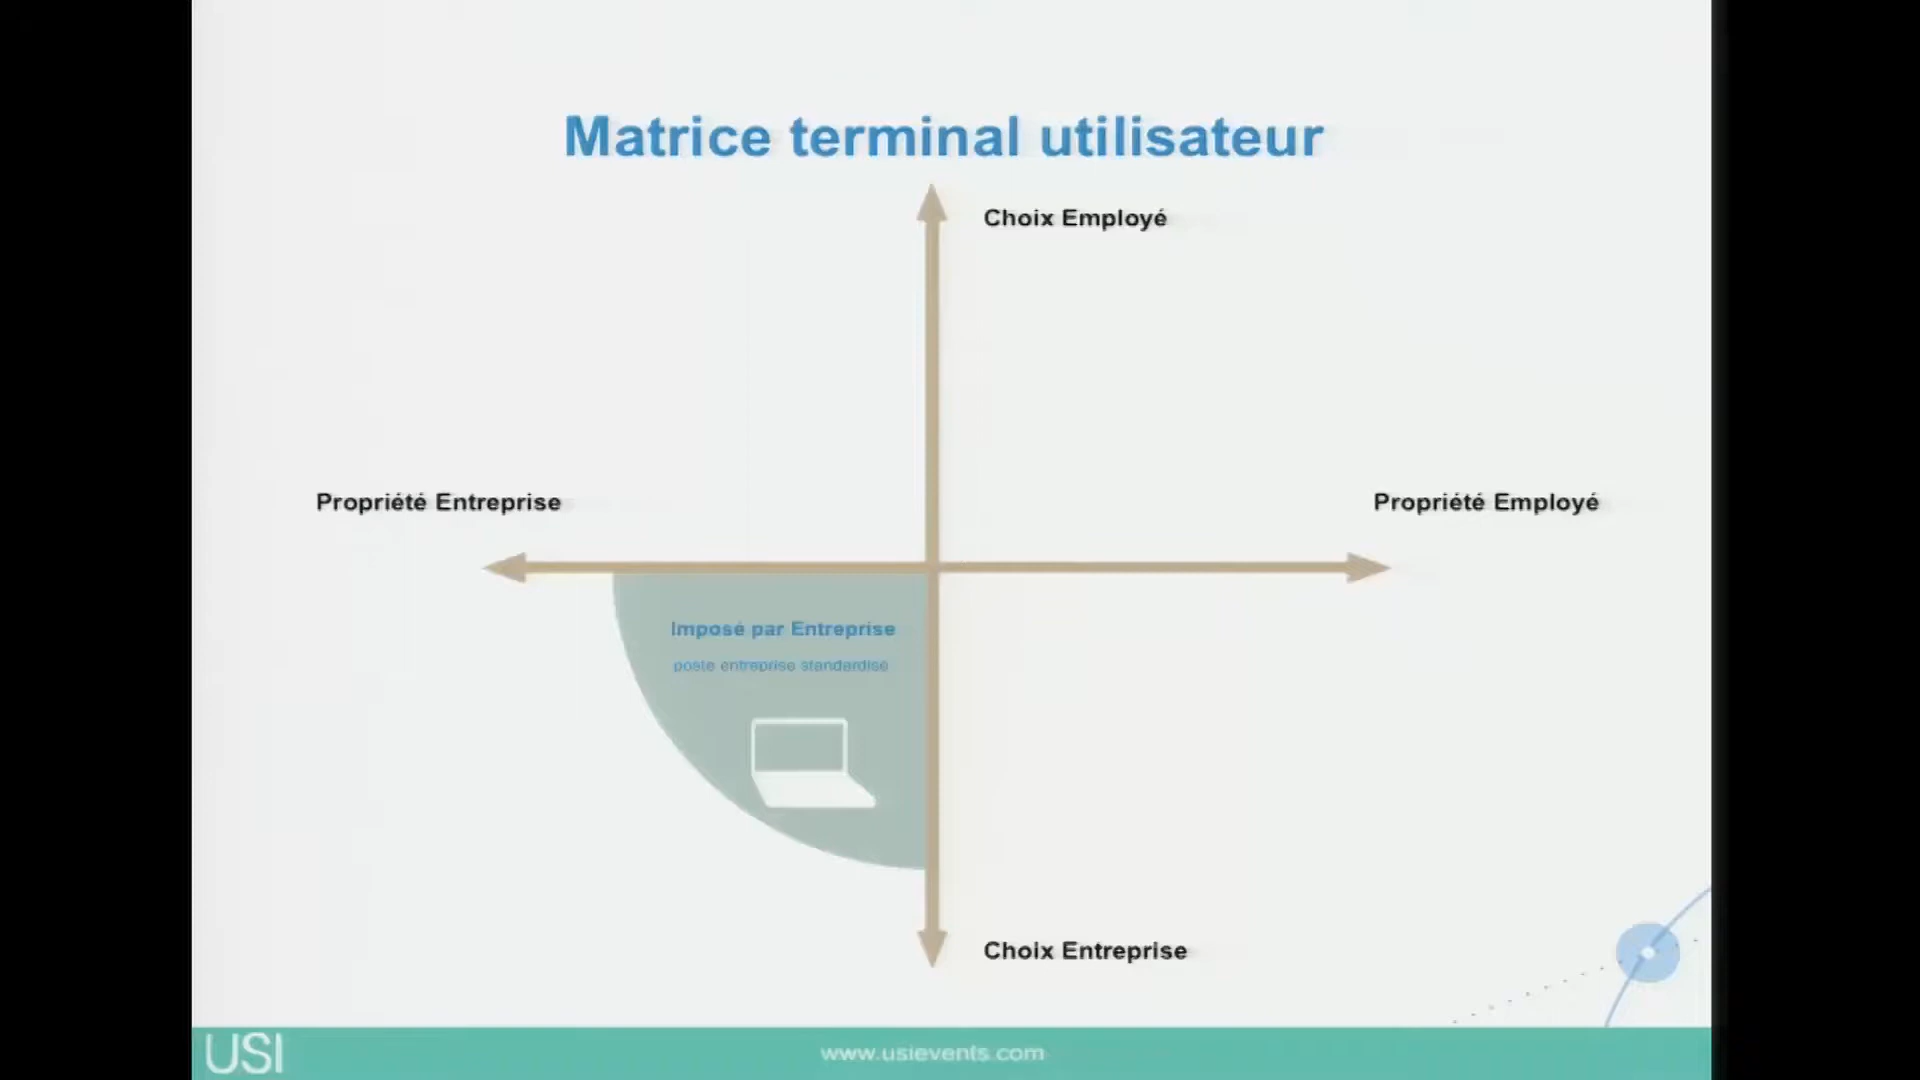 Matrice terminal utilisateur
Choix Employé
Propriété Entreprise
Propriété Employé
Imposé par Entreprise
poste entreprise standardisé
Choix Entreprise
USI
www.usievents.com